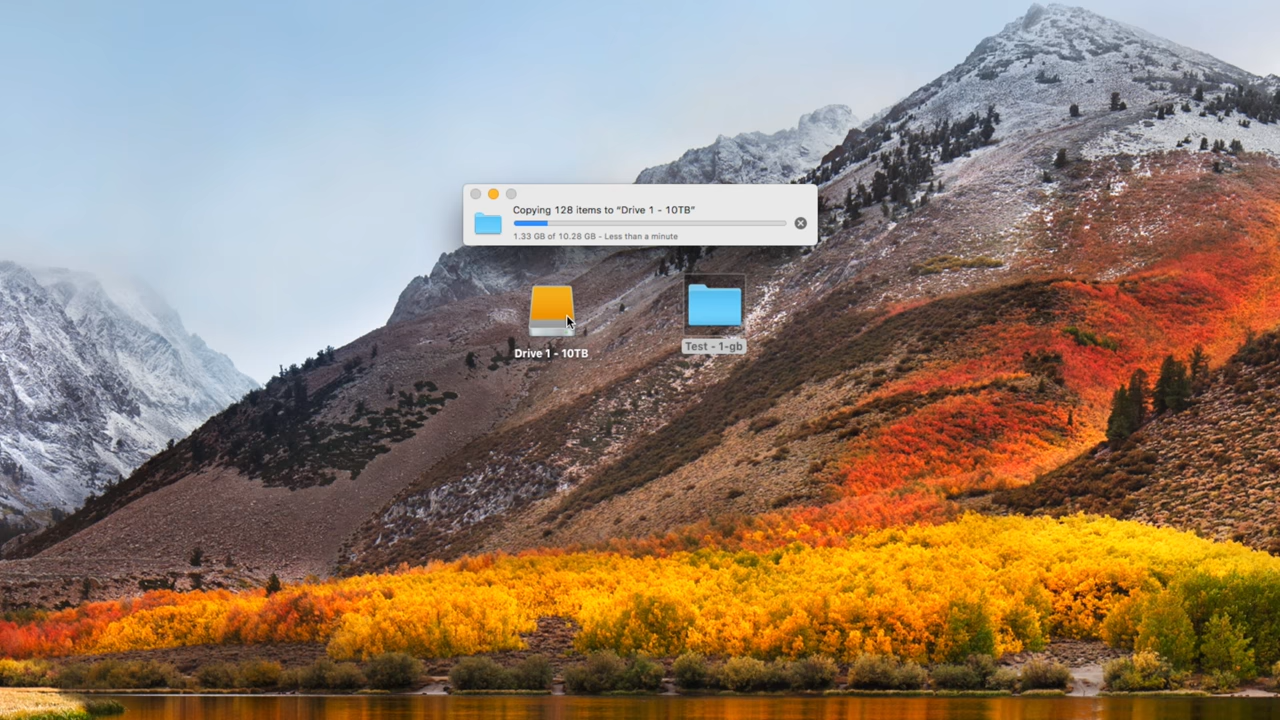 Copying 128 items to “Drive 1 - 10TB”
1.33 GB of 10.28 GB - Less than a minute
Drive 1 - 10TB
Test - 1-gb